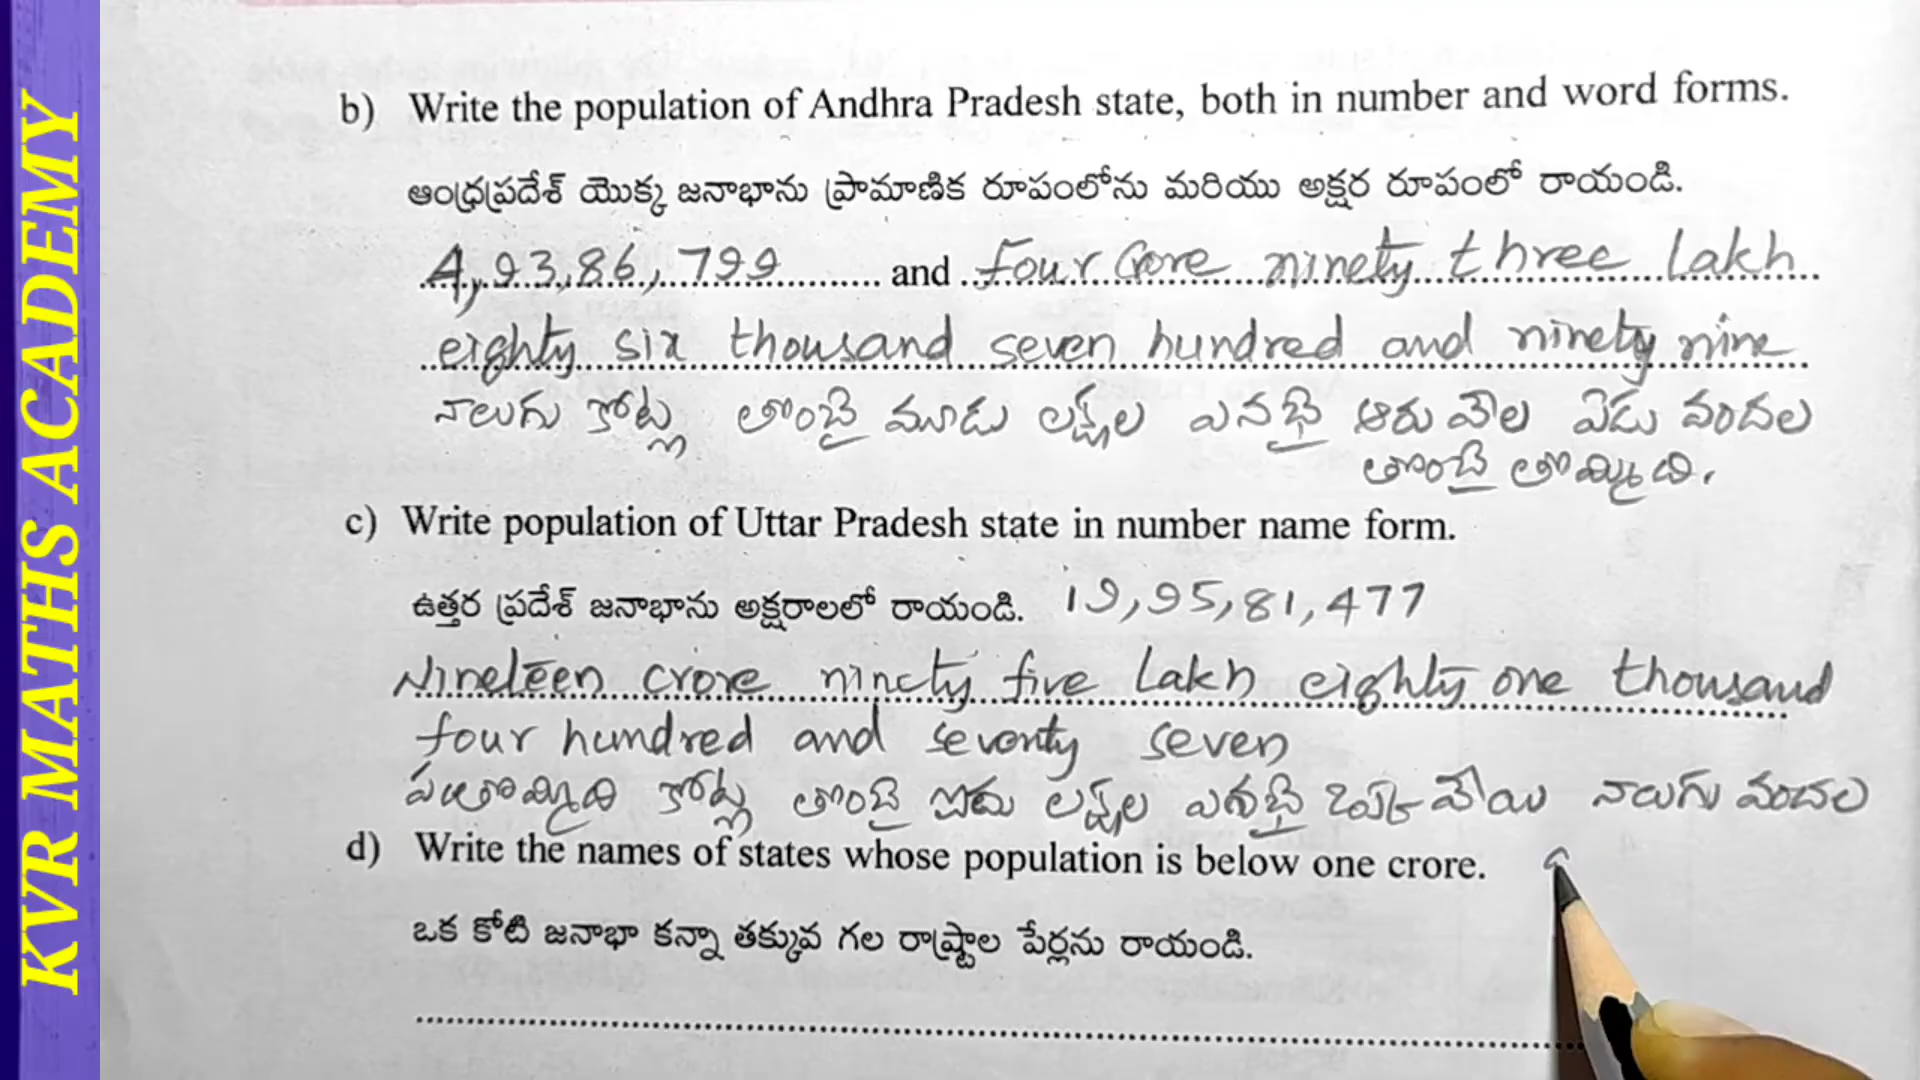 KVR MATHS ACADEMY
b) Write the population of Andhra Pradesh state, both in number and word forms.
ఆంధ్రప్రదేశ్ యొక్క జనాభాను ప్రామాణిక రూపంలోను మరియు అక్షర రూపంలో రాయండి.
4,93,86,799 and Four Crore ninety three lakh
eighty six thousand seven hundred and ninety nine
నాలుగు కోట్ల తొంబై మూడు లక్షల ఎనభై ఆరు వేల ఏడు వందల
తొంబై తొమ్మిది.
c) Write population of Uttar Pradesh state in number name form.
ఉత్తర ప్రదేశ్ జనాభాను అక్షరాలలో రాయండి. 19,95,81,477
Nineteen crore ninety five Lakh eighty one thousand
four hundred and seventy seven
కోట్ల తొంబై ఐదు లక్షల నాలుగు వందల
d) Write the names of states whose population is below one crore.
ఒక కోటి జనాభా కన్నా తక్కువ గల రాష్ట్రాల పేర్లను రాయండి.